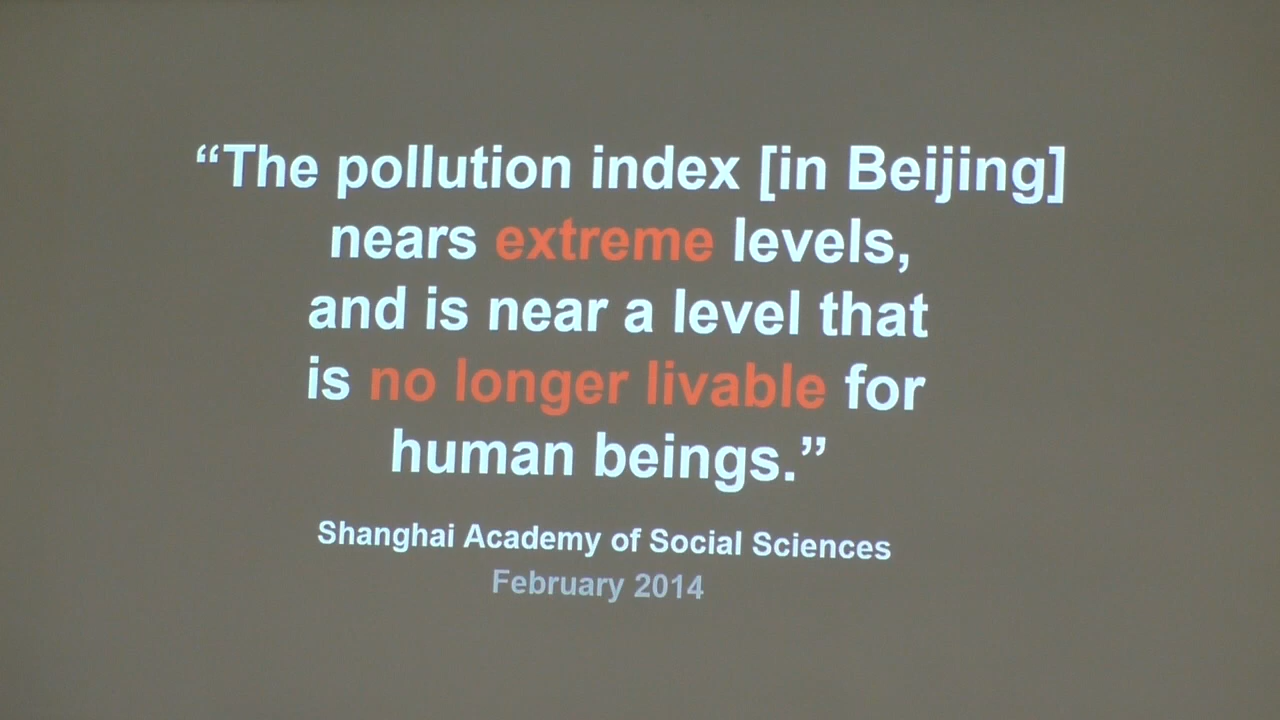 “The pollution index [in Beijing]
nears extreme levels,
and is near a level that
is no longer livable for
human beings.”
Shanghai Academy of Social Sciences
February 2014